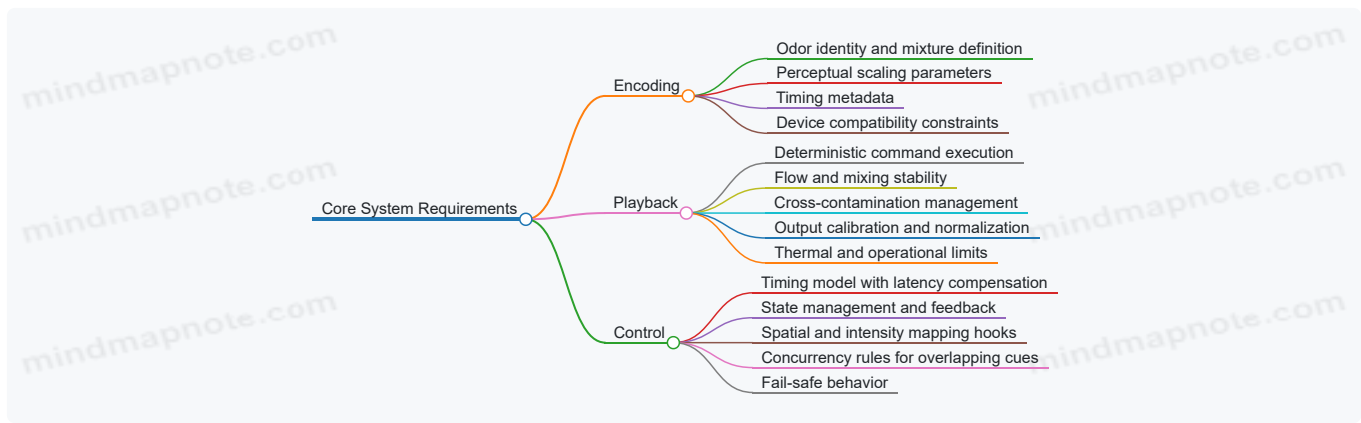 mindmapnote.com
mindmapnote.com
Odor identity and mixture definition
Encoding
Perceptual scaling parameters
Timing metadata
Device compatibility constraints
Deterministic command execution
mindmapnote.com
mindmapnote.com
Flow and mixing stability
Core System Requirements
Playback
Cross-contamination management
Output calibration and normalization
Thermal and operational limits
Timing model with latency compensation
mindmapnote.com
mindmapnote.com
State management and feedback
Control
Spatial and intensity mapping hooks
Concurrency rules for overlapping cues
Fail-safe behavior